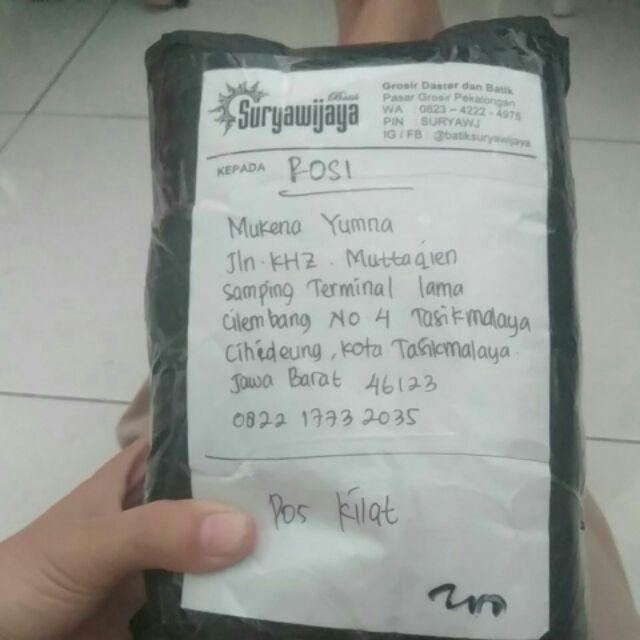 Batik
Suryawijaya
Grosir Daster dan Batik
Pasar Grosir Pekalongan
WA : 0823 - 4222 - 4975
PIN : SURYAWJ
IG / FB : @batiksuryawijaya
KEPADA ROSI
Mukena Yumna
Jln. KHZ. Muttaqien
Samping Terminal lama
Cilembang NO 4 Tasikmalaya
Cihideung, Kota Tasikmalaya.
Jawa Barat 46123
0822 1773 2035
Pos Kilat